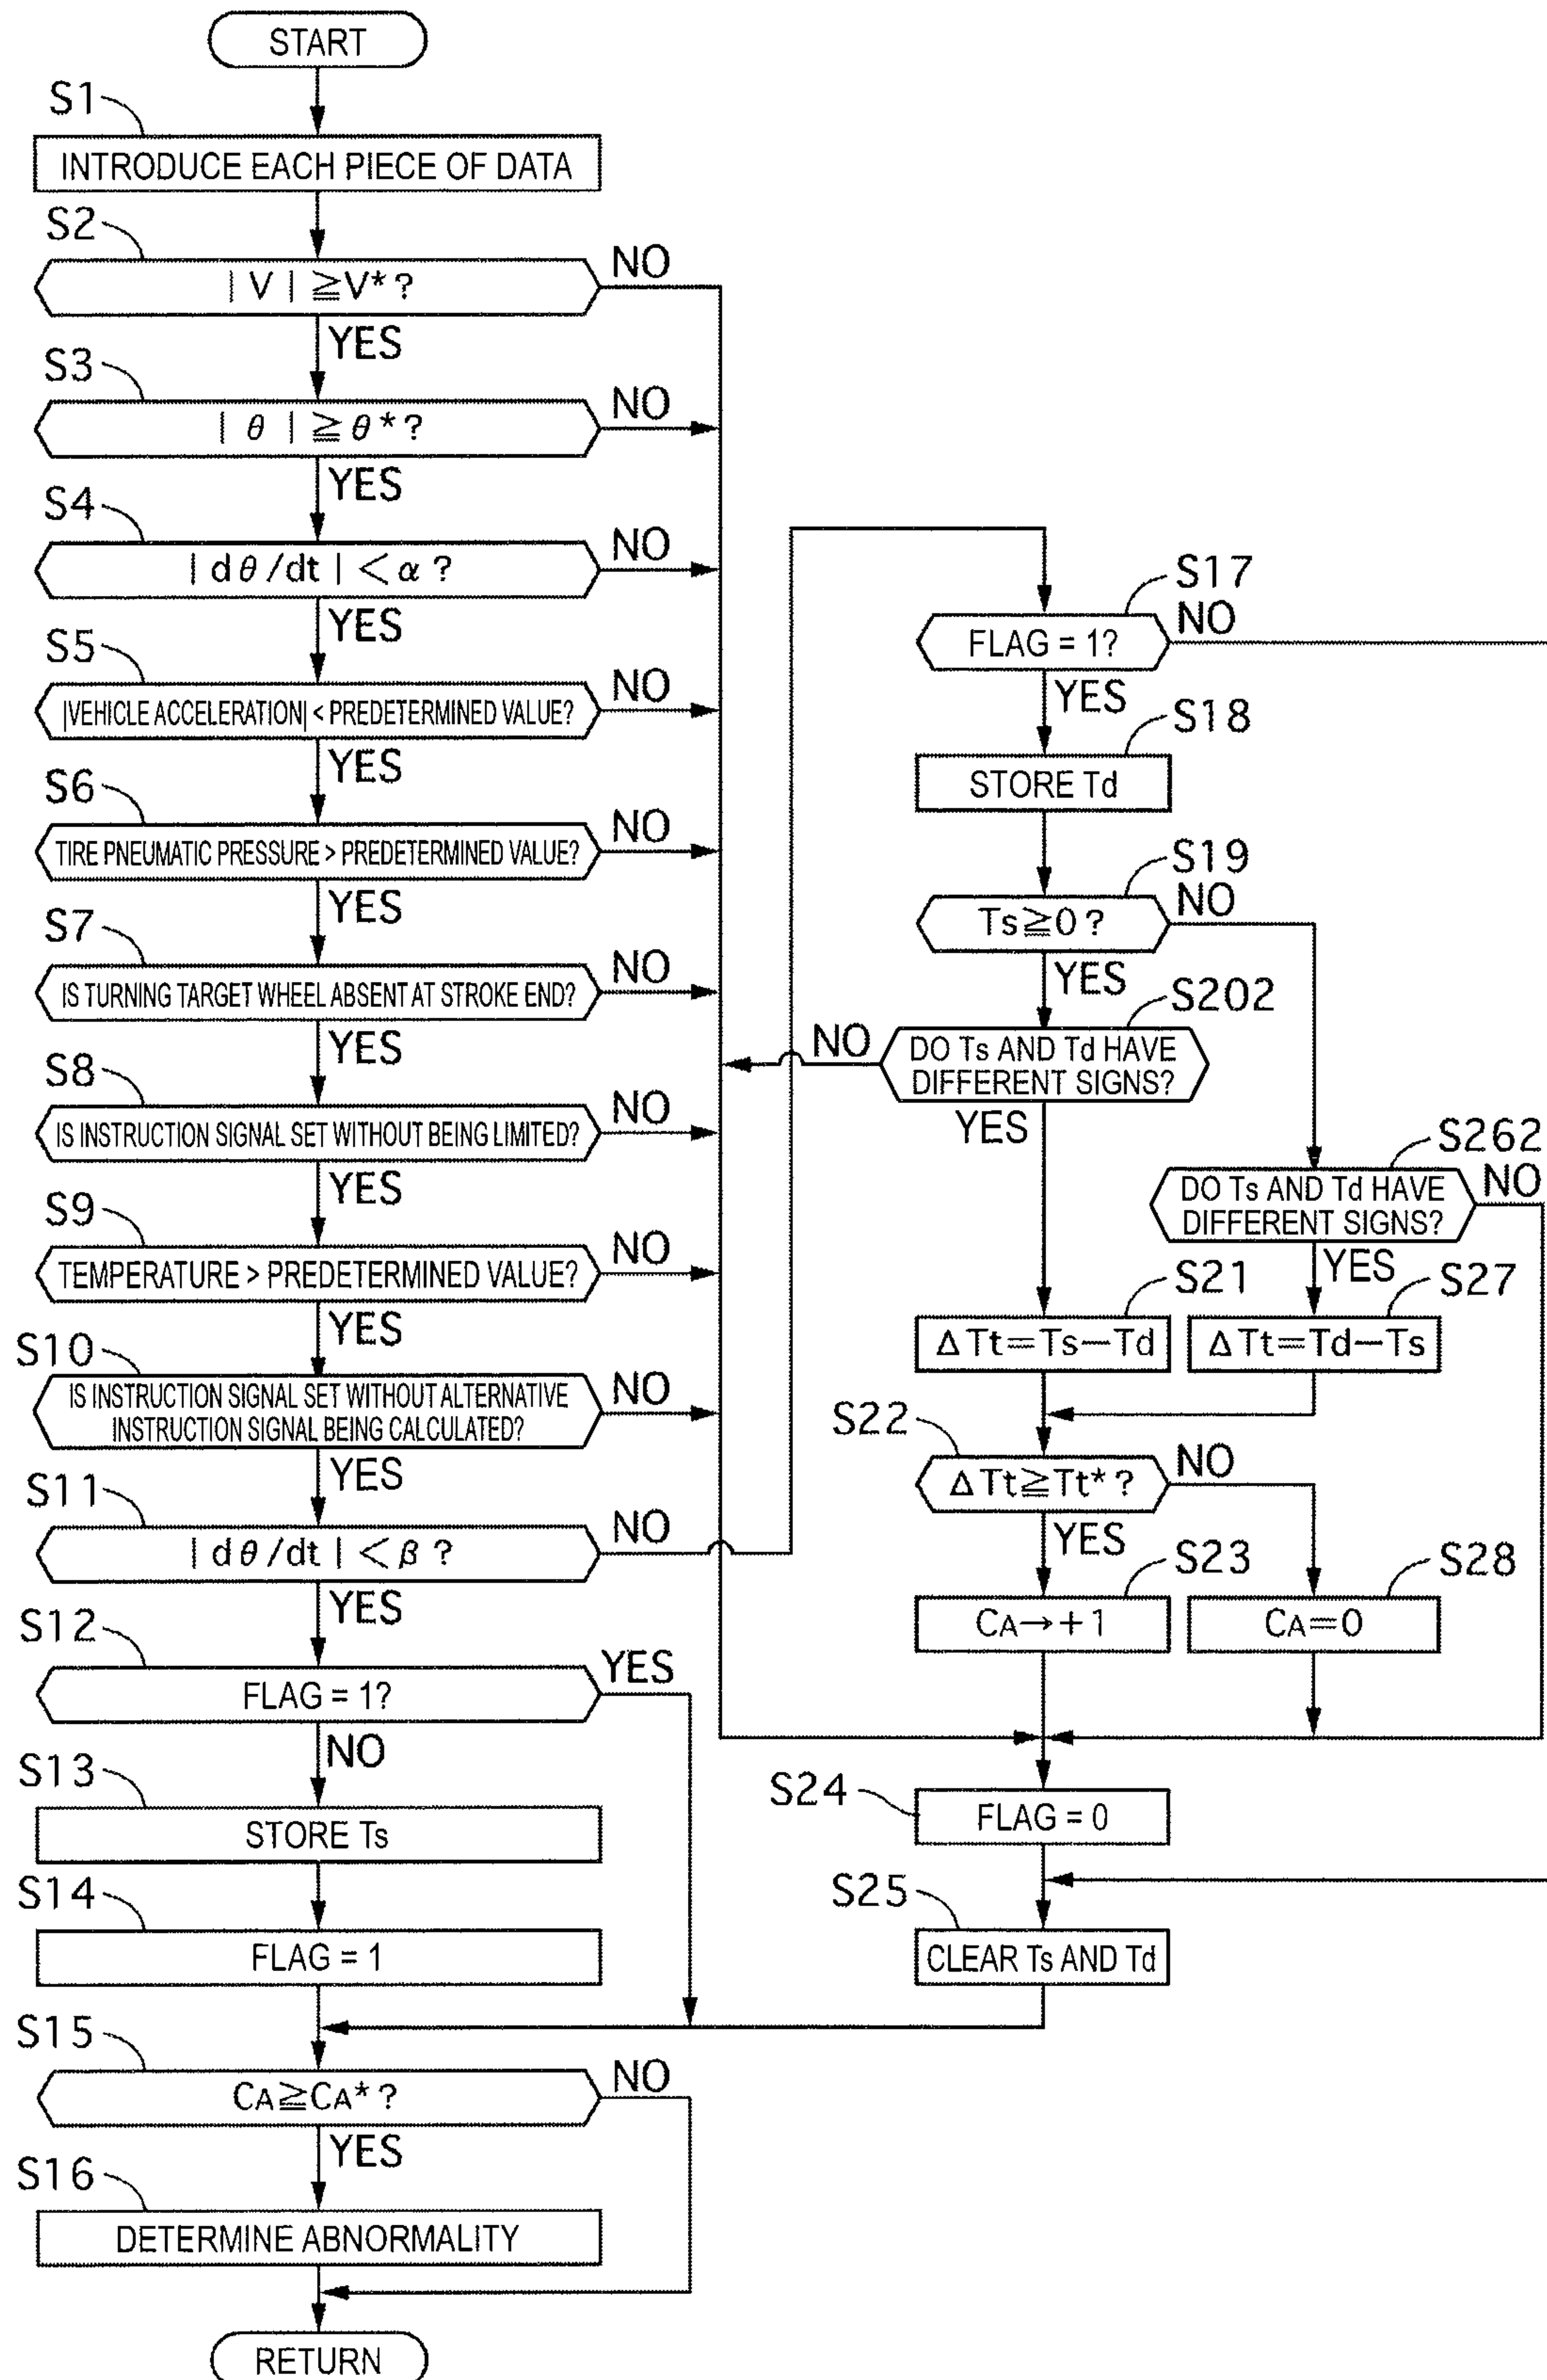 START
S1
INTRODUCE EACH PIECE OF DATA
S2
| V | ≧V*?
NO
YES
S3
| θ | ≧θ*?
NO
YES
S4
| dθ/dt | <α?
NO
YES
S5
|VEHICLE ACCELERATION| < PREDETERMINED VALUE?
NO
YES
S6
TIRE PNEUMATIC PRESSURE > PREDETERMINED VALUE?
NO
YES
S7
IS TURNING TARGET WHEEL ABSENT AT STROKE END?
NO
YES
S8
IS INSTRUCTION SIGNAL SET WITHOUT BEING LIMITED?
NO
YES
S9
TEMPERATURE > PREDETERMINED VALUE?
NO
YES
S10
IS INSTRUCTION SIGNAL SET WITHOUT ALTERNATIVE
INSTRUCTION SIGNAL BEING CALCULATED?
NO
YES
S11
| dθ/dt | <β?
NO
YES
S12
FLAG = 1?
YES
NO
S13
STORE Ts
S14
FLAG = 1
S15
CA≧CA*?
NO
YES
S16
DETERMINE ABNORMALITY
RETURN
S17
FLAG = 1?
NO
YES
S18
STORE Td
S19
Ts≧0?
NO
YES
S202
DO Ts AND Td HAVE
DIFFERENT SIGNS?
NO
YES
S262
DO Ts AND Td HAVE
DIFFERENT SIGNS?
NO
YES
S21
ΔTt=Ts−Td
S27
ΔTt=Td−Ts
S22
ΔTt≧Tt*?
NO
YES
S23
CA→+1
S28
CA=0
S24
FLAG = 0
S25
CLEAR Ts AND Td